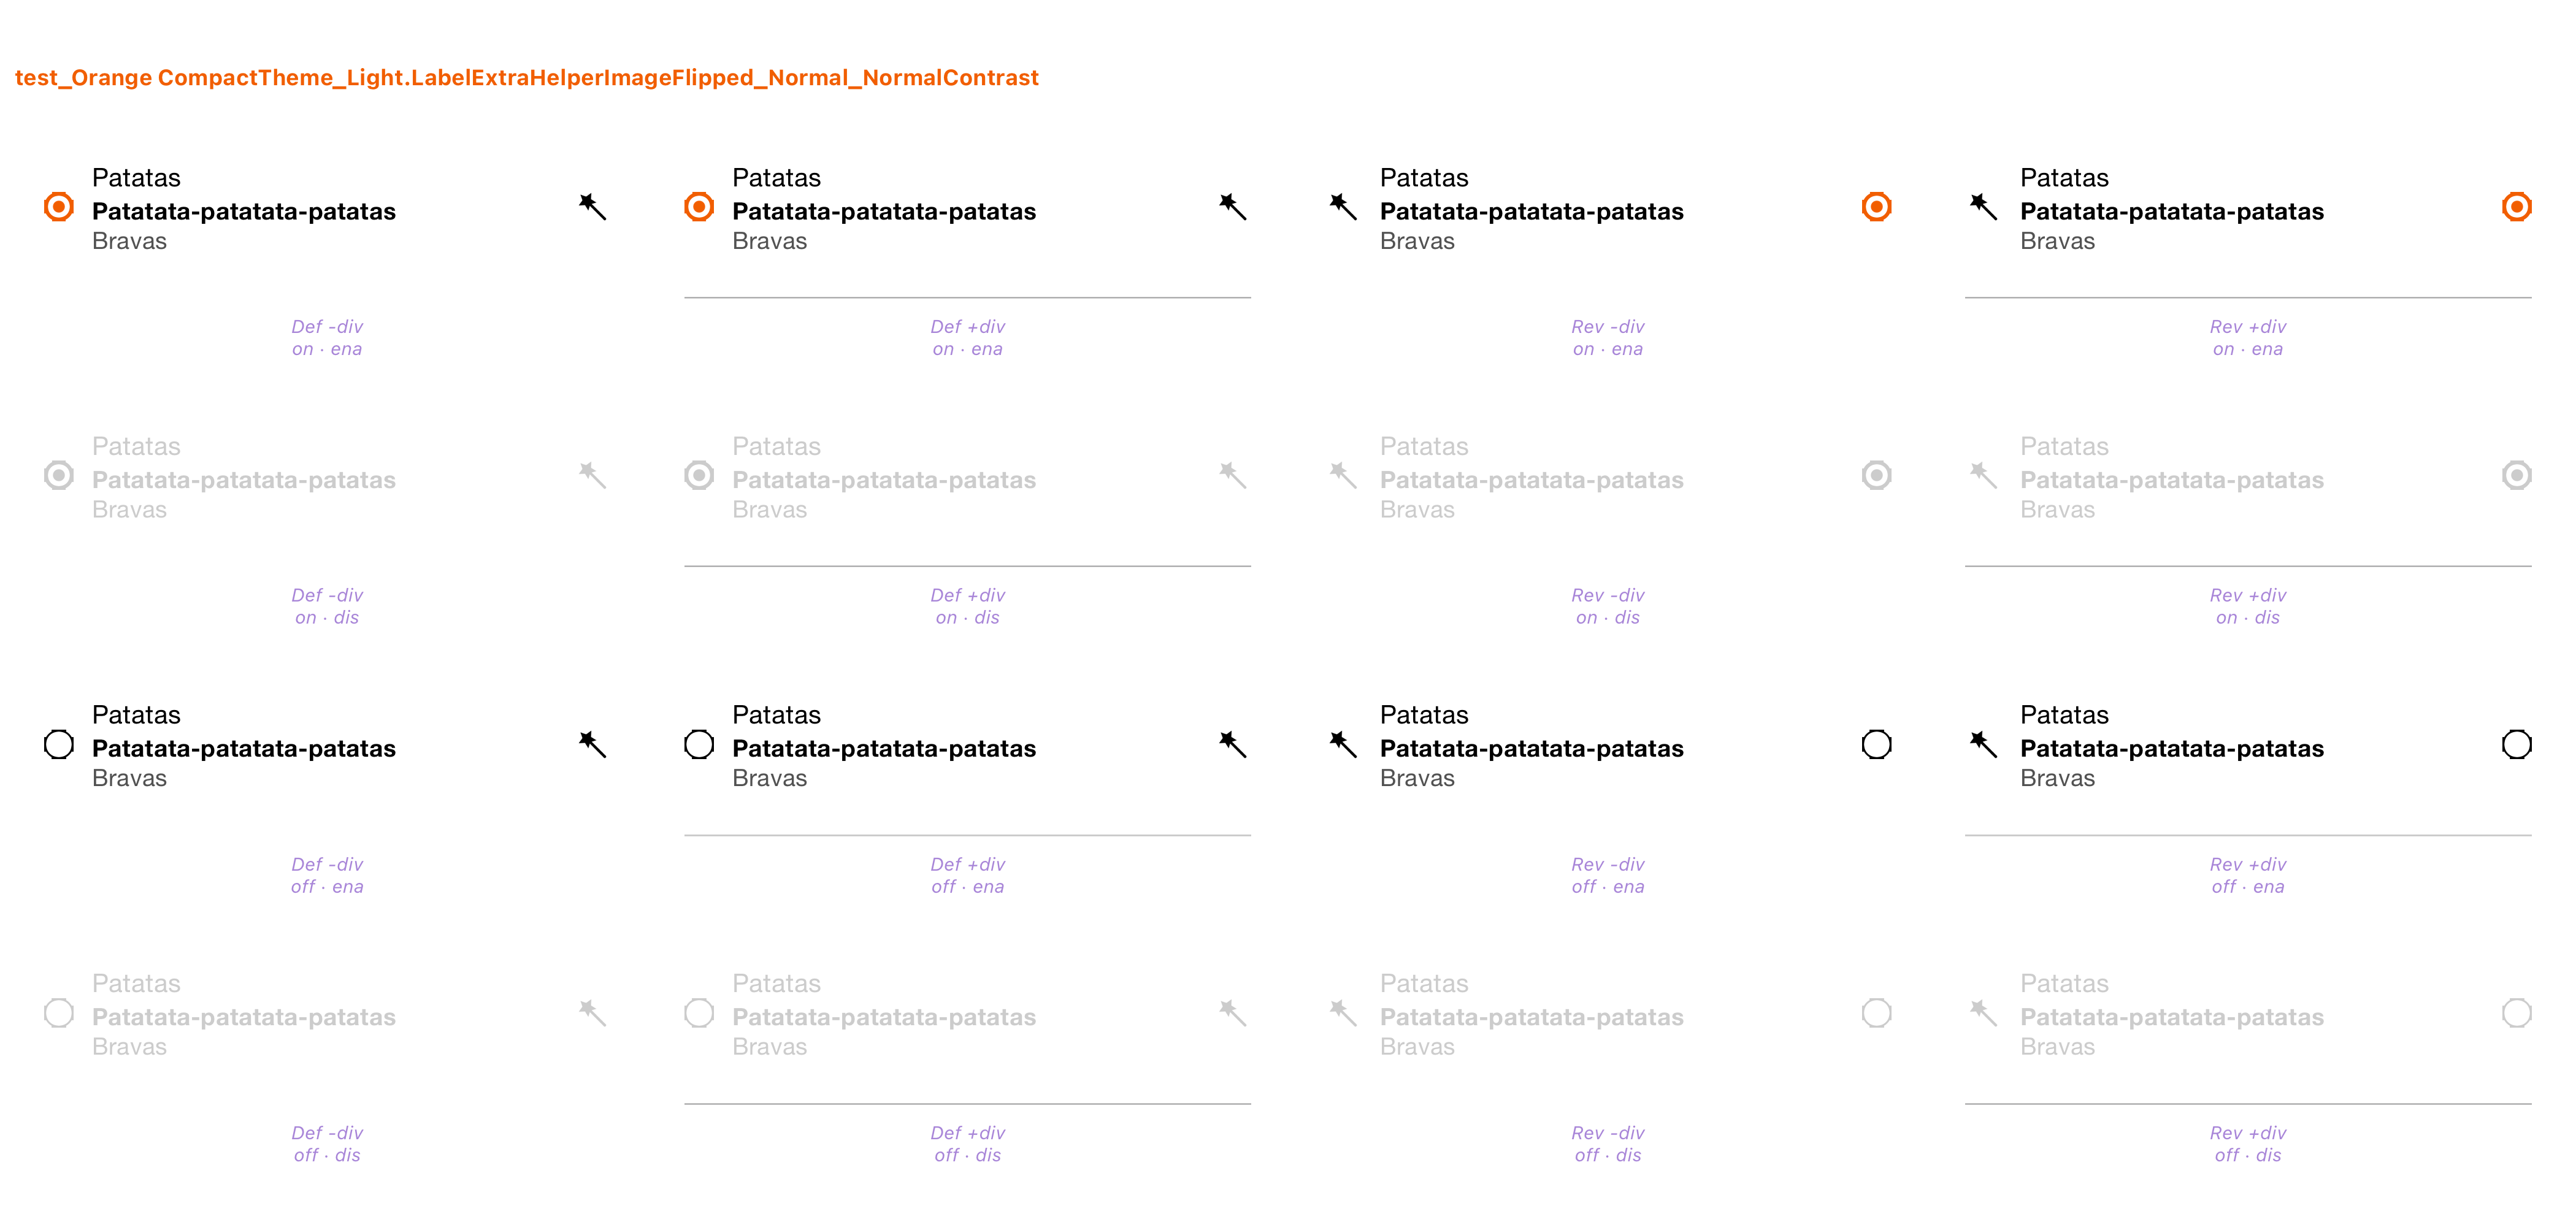 test_Orange CompactTheme_Light.LabelExtraHelperImageFlipped_Normal_NormalContrast
Patatas
Patatata-patatata-patatas
Bravas
Def -div
on · ena
Patatas
Patatata-patatata-patatas
Bravas
Def +div
on · ena
Patatas
Patatata-patatata-patatas
Bravas
Rev -div
on · ena
Patatas
Patatata-patatata-patatas
Bravas
Rev +div
on · ena
Patatas
Patatata-patatata-patatas
Bravas
Def -div
on · dis
Patatas
Patatata-patatata-patatas
Bravas
Def +div
on · dis
Patatas
Patatata-patatata-patatas
Bravas
Rev -div
on · dis
Patatas
Patatata-patatata-patatas
Bravas
Rev +div
on · dis
Patatas
Patatata-patatata-patatas
Bravas
Def -div
off · ena
Patatas
Patatata-patatata-patatas
Bravas
Def +div
off · ena
Patatas
Patatata-patatata-patatas
Bravas
Rev -div
off · ena
Patatas
Patatata-patatata-patatas
Bravas
Rev +div
off · ena
Patatas
Patatata-patatata-patatas
Bravas
Def -div
off · dis
Patatas
Patatata-patatata-patatas
Bravas
Def +div
off · dis
Patatas
Patatata-patatata-patatas
Bravas
Rev -div
off · dis
Patatas
Patatata-patatata-patatas
Bravas
Rev +div
off · dis